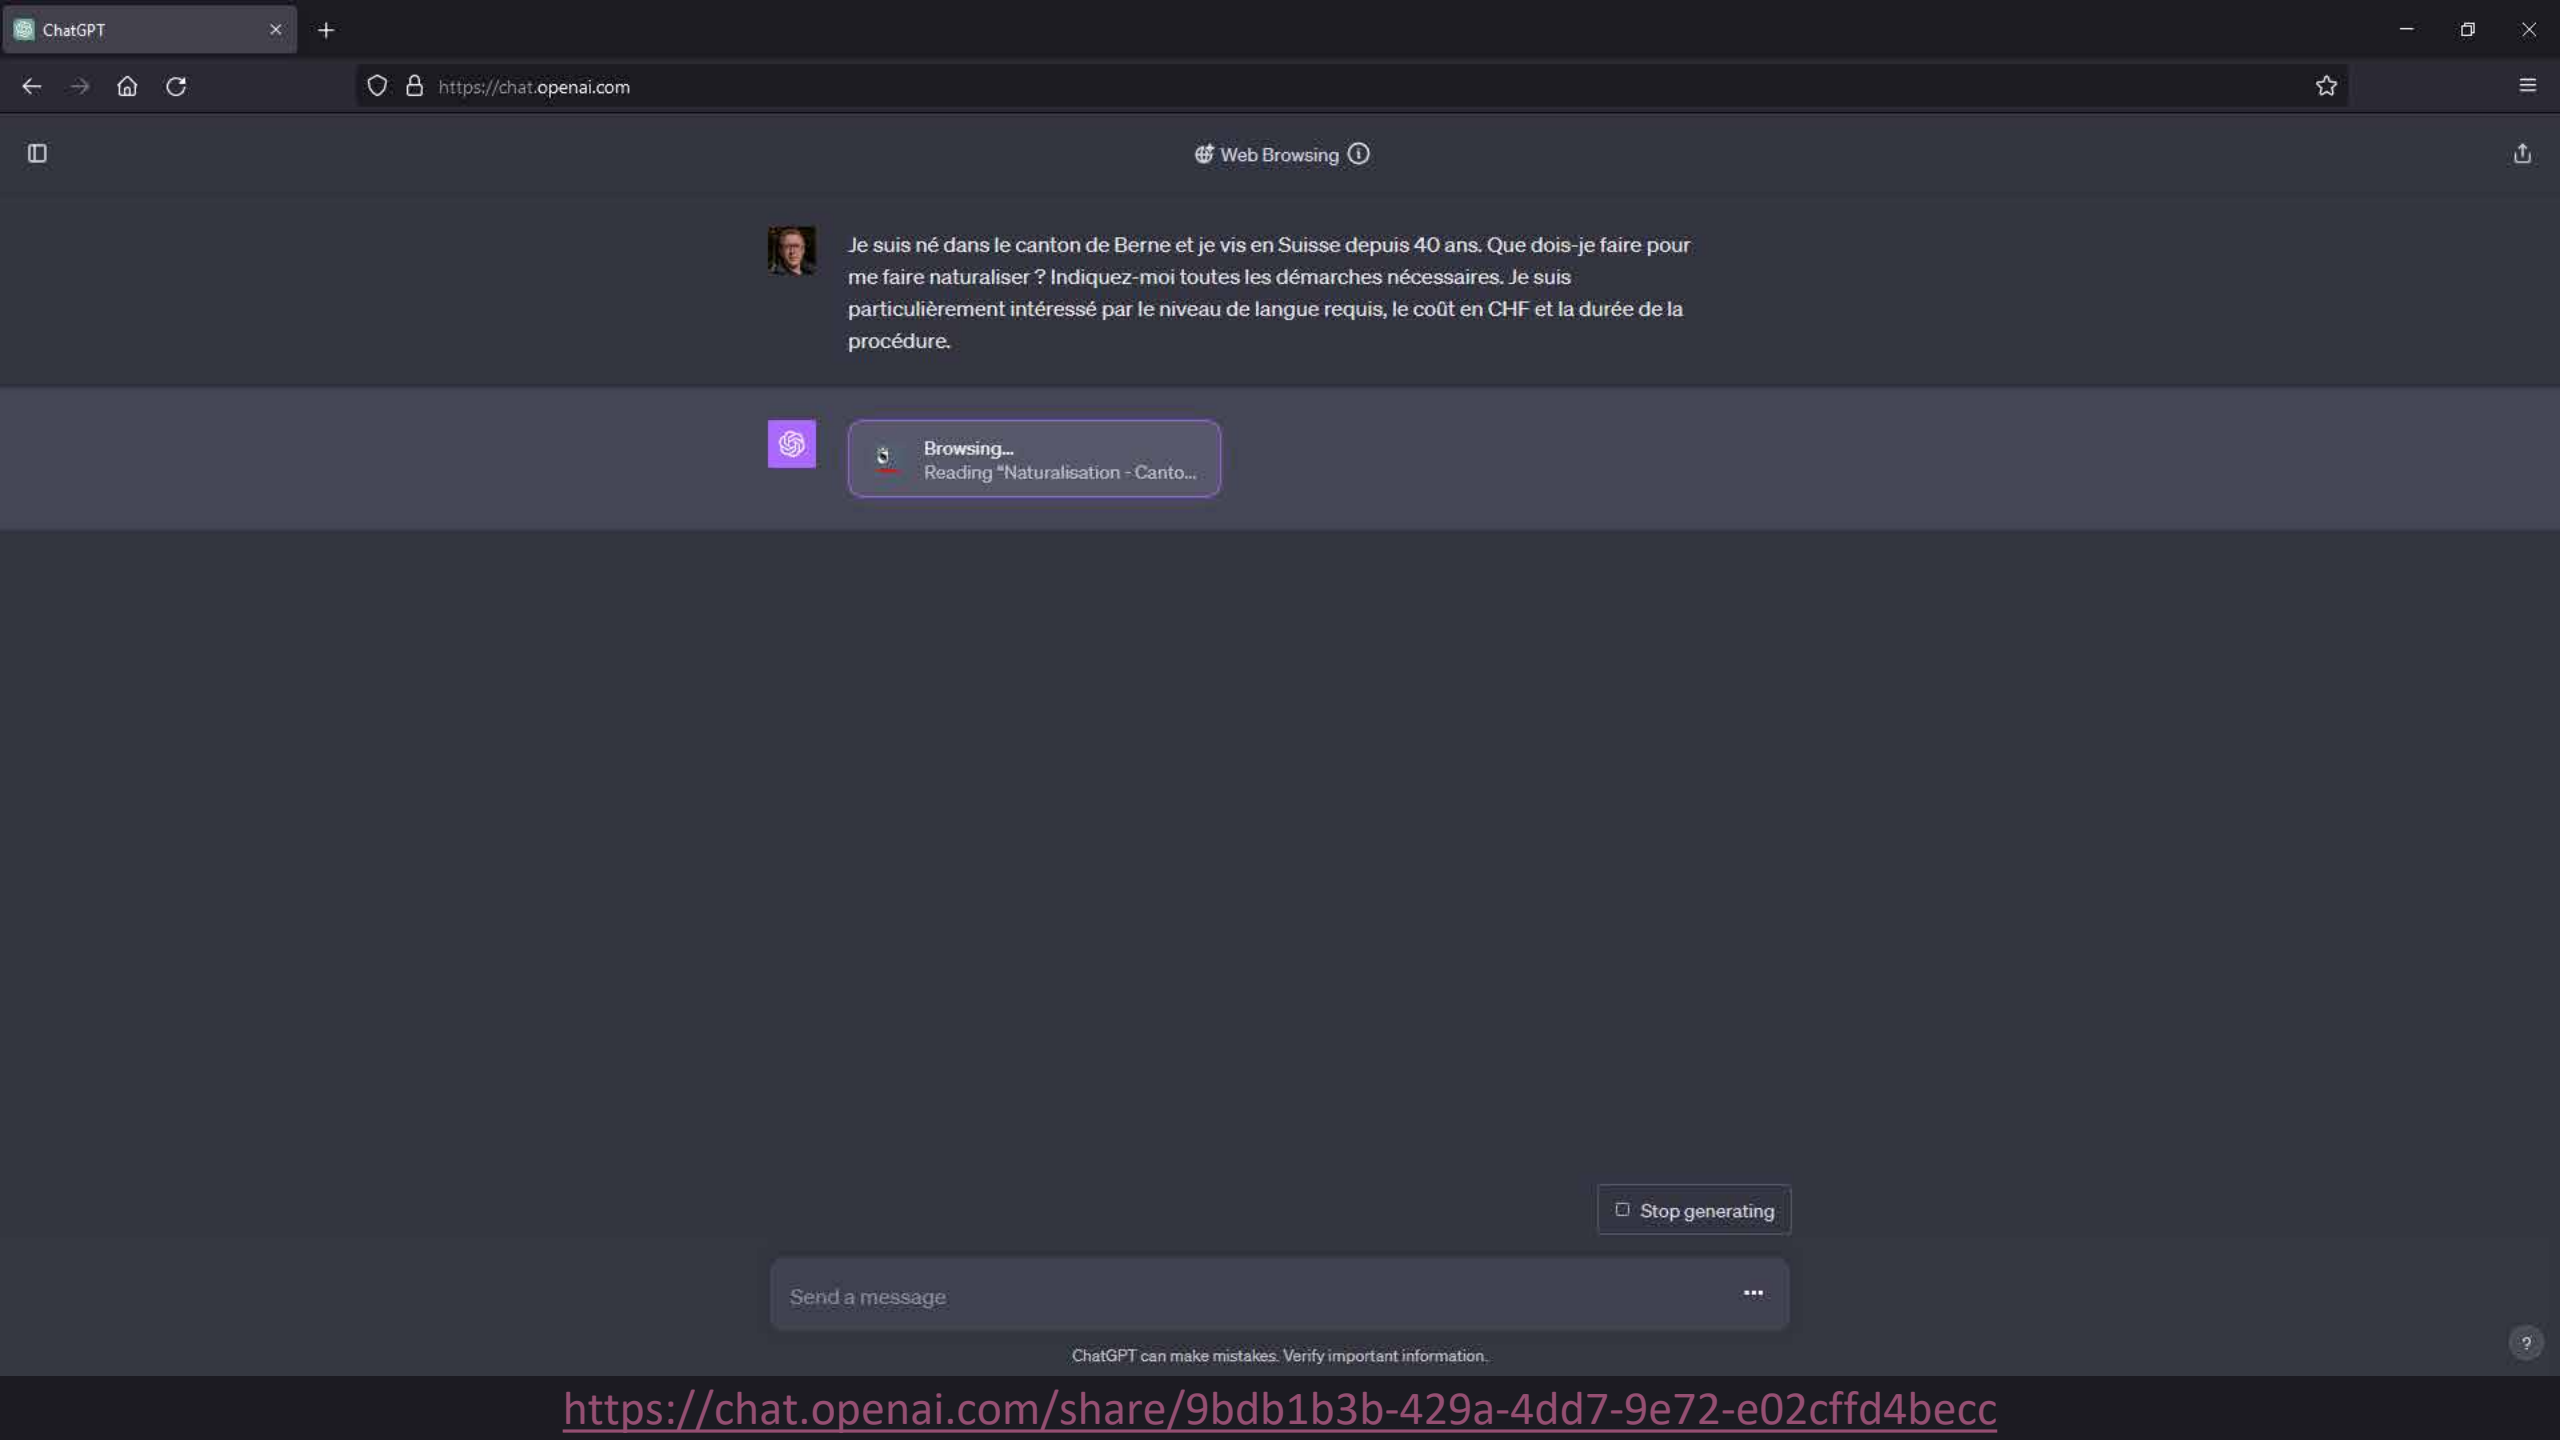 ChatGPT
https://chat.openai.com
Web Browsing
Je suis né dans le canton de Berne et je vis en Suisse depuis 40 ans. Que dois-je faire pour
me faire naturaliser ? Indiquez-moi toutes les démarches nécessaires. Je suis
particulièrement intéressé par le niveau de langue requis, le coût en CHF et la durée de la
procédure.
Browsing...
Reading “Naturalisation - Canto...
Stop generating
Send a message
ChatGPT can make mistakes. Verify important information.
?
https://chat.openai.com/share/9bdb1b3b-429a-4dd7-9e72-e02cffd4becc